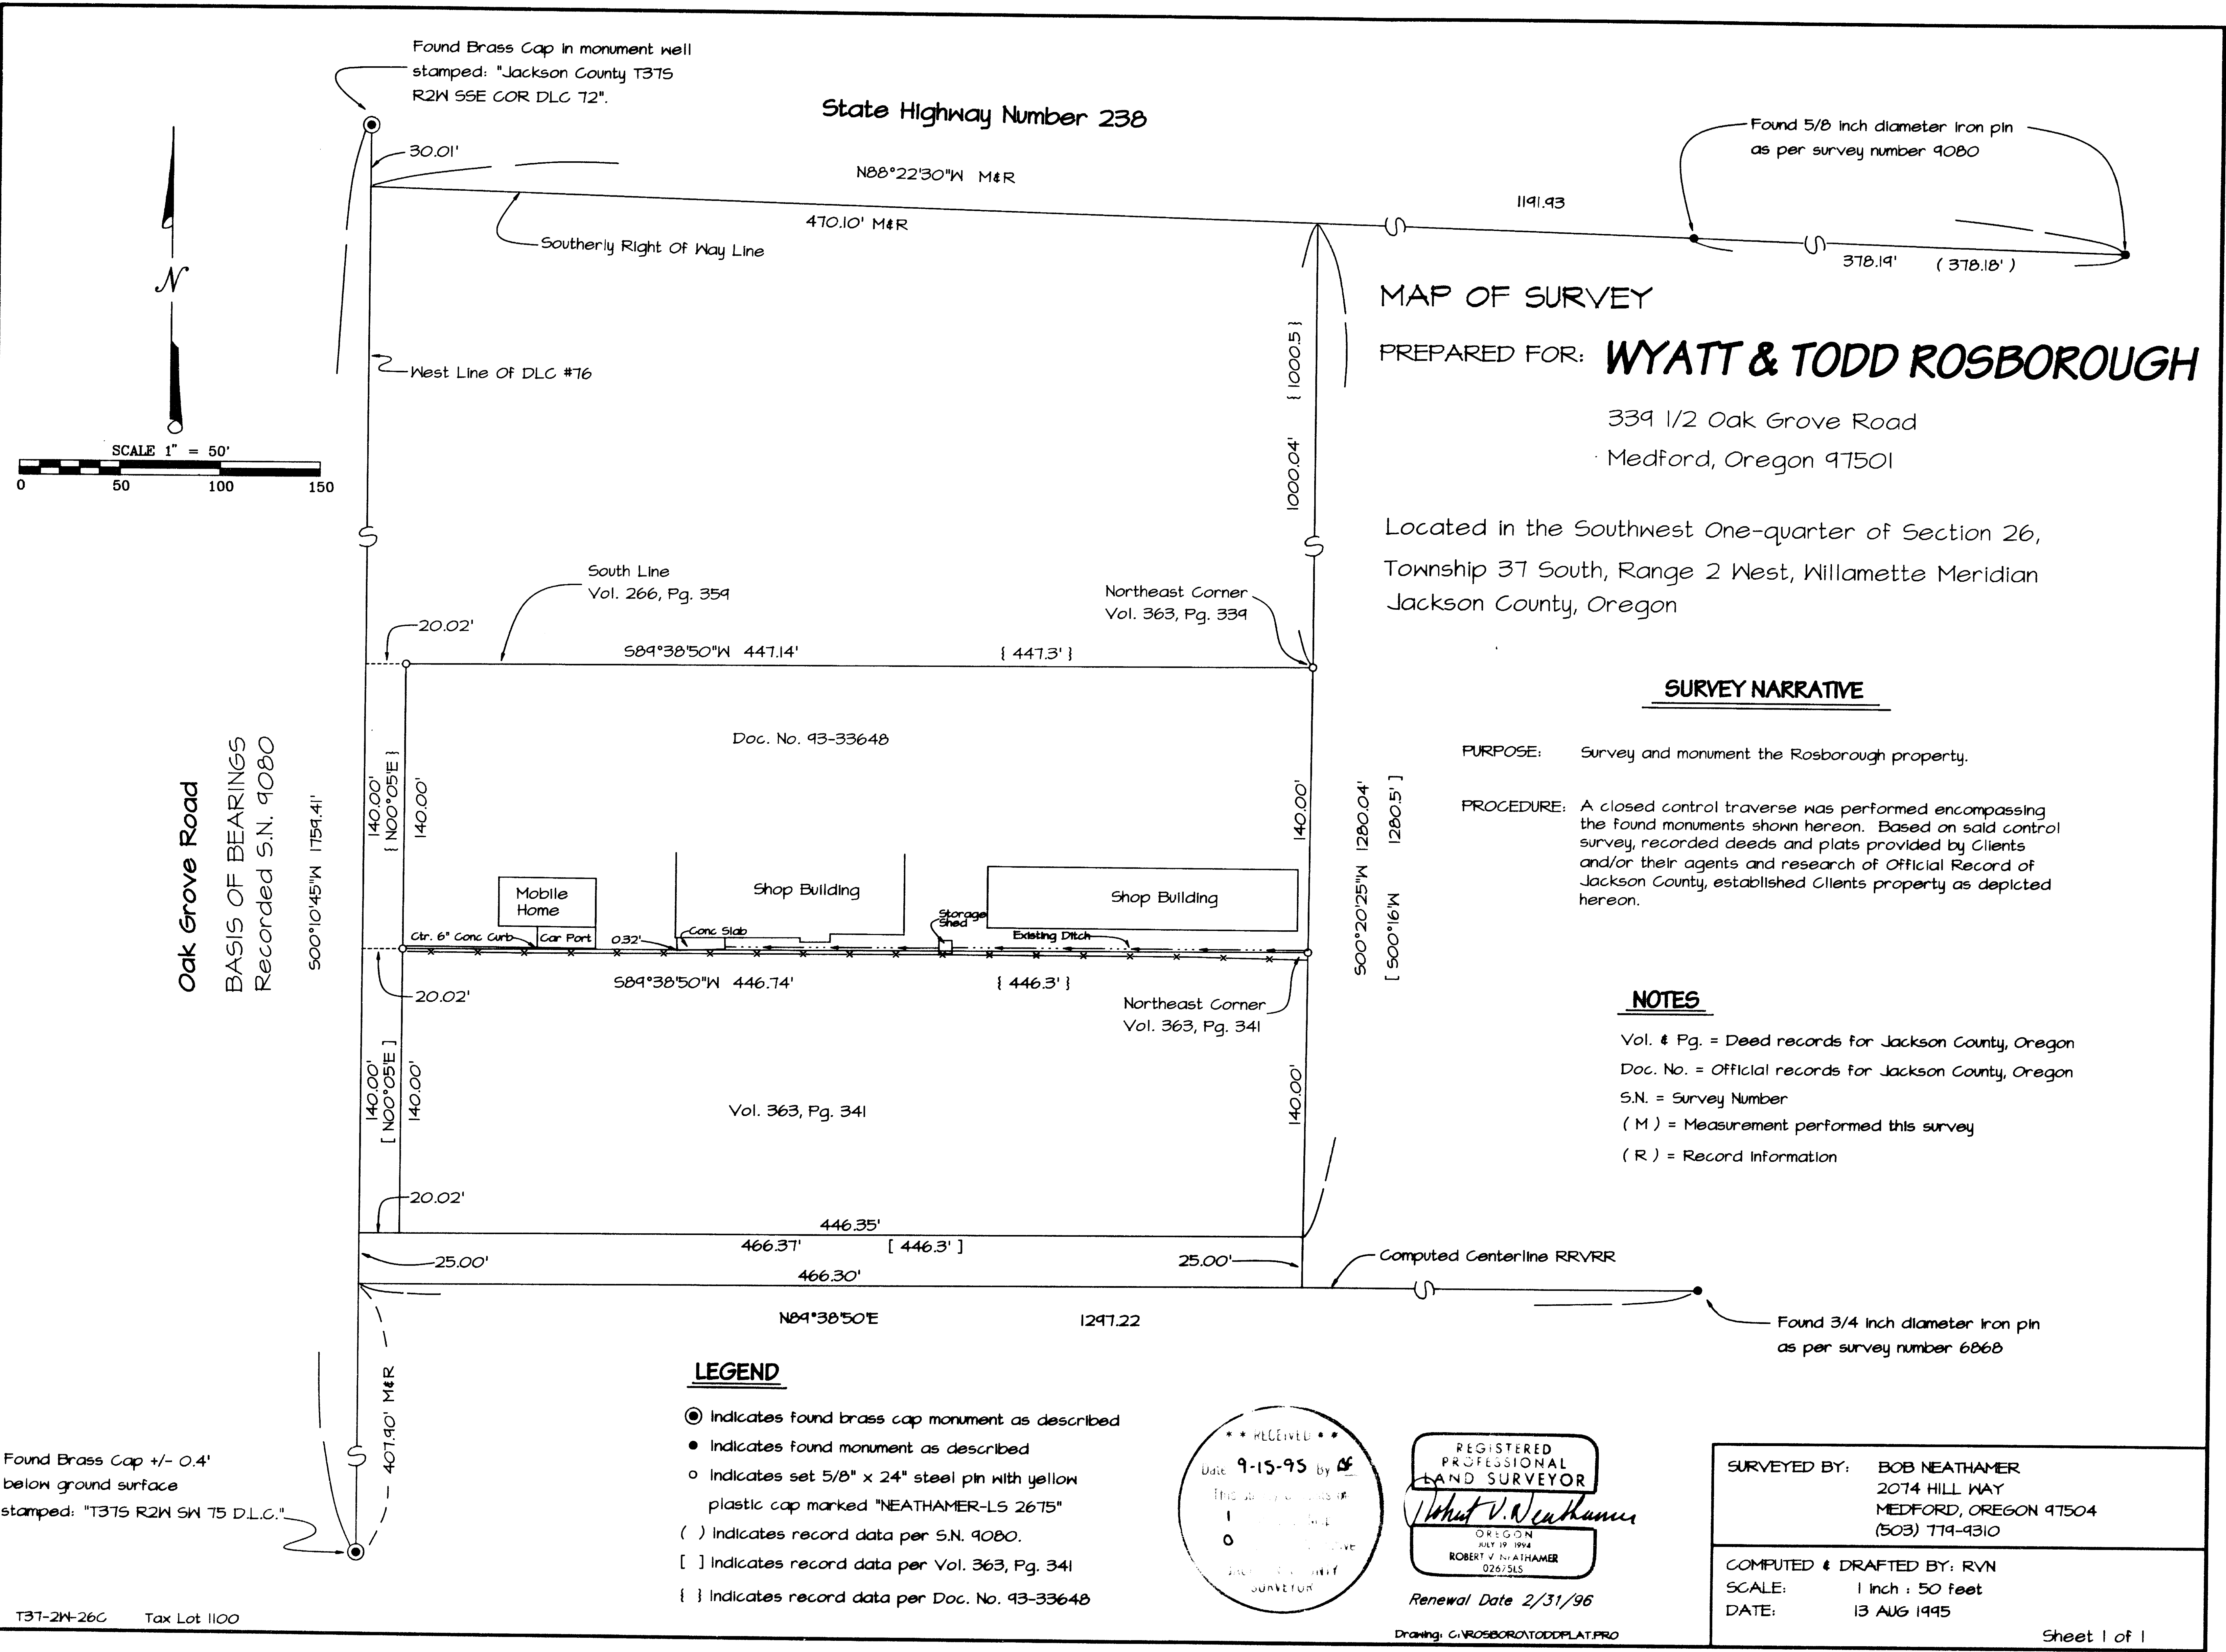 Found Brass Cap in monument well
stamped: "Jackson County T37S
R2W SSE COR DLC 72".
State Highway Number 238
Found 5/8 inch diameter iron pin
as per survey number 9080
30.01'
N88°22'30"W M&R
470.10' M&R
1191.93
378.19' ( 378.18' )
Southerly Right Of Way Line
N
West Line Of DLC #76
SCALE 1" = 50'
0 50 100 150
1000.04' { 1000.5 }
MAP OF SURVEY
PREPARED FOR: WYATT & TODD ROSBOROUGH
339 1/2 Oak Grove Road
Medford, Oregon 97501
Located in the Southwest One-quarter of Section 26,
Township 37 South, Range 2 West, Willamette Meridian
Jackson County, Oregon
South Line
Vol. 266, Pg. 359
Northeast Corner
Vol. 363, Pg. 339
20.02'
S89°38'50"W 447.14' { 447.3' }
Doc. No. 93-33648
Oak Grove Road
BASIS OF BEARINGS
Recorded S.N. 9080
S00°10'45"W 1759.41'
140.00'
{ N00°05'E }
140.00'
140.00'
S00°20'25"W 1280.04'
[ S00°16'W 1280.5' ]
Mobile
Home
Shop Building
Shop Building
Ctr. 6" Conc Curb
Car Port
0.32'
Conc Slab
Storage
Shed
Existing Ditch
20.02'
S89°38'50"W 446.74' { 446.3' }
Northeast Corner
Vol. 363, Pg. 341
140.00'
[ N00°05'E ]
140.00'
140.00'
Vol. 363, Pg. 341
20.02'
446.35'
466.37' [ 446.3' ]
25.00'
25.00'
466.30'
Computed Centerline RRVRR
N89°38'50"E 1297.22
Found 3/4 inch diameter iron pin
as per survey number 6868
407.90' M&R
Found Brass Cap +/- 0.4'
below ground surface
stamped: "T37S R2W SW 75 D.L.C."
SURVEY NARRATIVE
PURPOSE: Survey and monument the Rosborough property.
PROCEDURE: A closed control traverse was performed encompassing
the found monuments shown hereon. Based on said control
survey, recorded deeds and plats provided by Clients
and/or their agents and research of Official Record of
Jackson County, established Clients property as depicted
hereon.
NOTES
Vol. & Pg. = Deed records for Jackson County, Oregon
Doc. No. = Official records for Jackson County, Oregon
S.N. = Survey Number
( M ) = Measurement performed this survey
( R ) = Record Information
LEGEND
Indicates found brass cap monument as described
Indicates found monument as described
Indicates set 5/8" x 24" steel pin with yellow
plastic cap marked "NEATHAMER-LS 2675"
( ) Indicates record data per S.N. 9080.
[ ] Indicates record data per Vol. 363, Pg. 341
{ } Indicates record data per Doc. No. 93-33648
* * RECEIVED * *
Date 9-15-95 by
1
0
SURVEYOR
REGISTERED
PROFESSIONAL
LAND SURVEYOR
Robert V. Neathamer
OREGON
JULY 19 1994
ROBERT V. NEATHAMER
02675LS
Renewal Date 2/31/96
Drawing: C:\ROSBORO\TODDPLAT.PRO
SURVEYED BY: BOB NEATHAMER
2074 HILL WAY
MEDFORD, OREGON 97504
(503) 779-9310
COMPUTED & DRAFTED BY: RVN
SCALE: 1 inch : 50 feet
DATE: 13 AUG 1995
Sheet 1 of 1
T37-2W-26C Tax Lot 1100